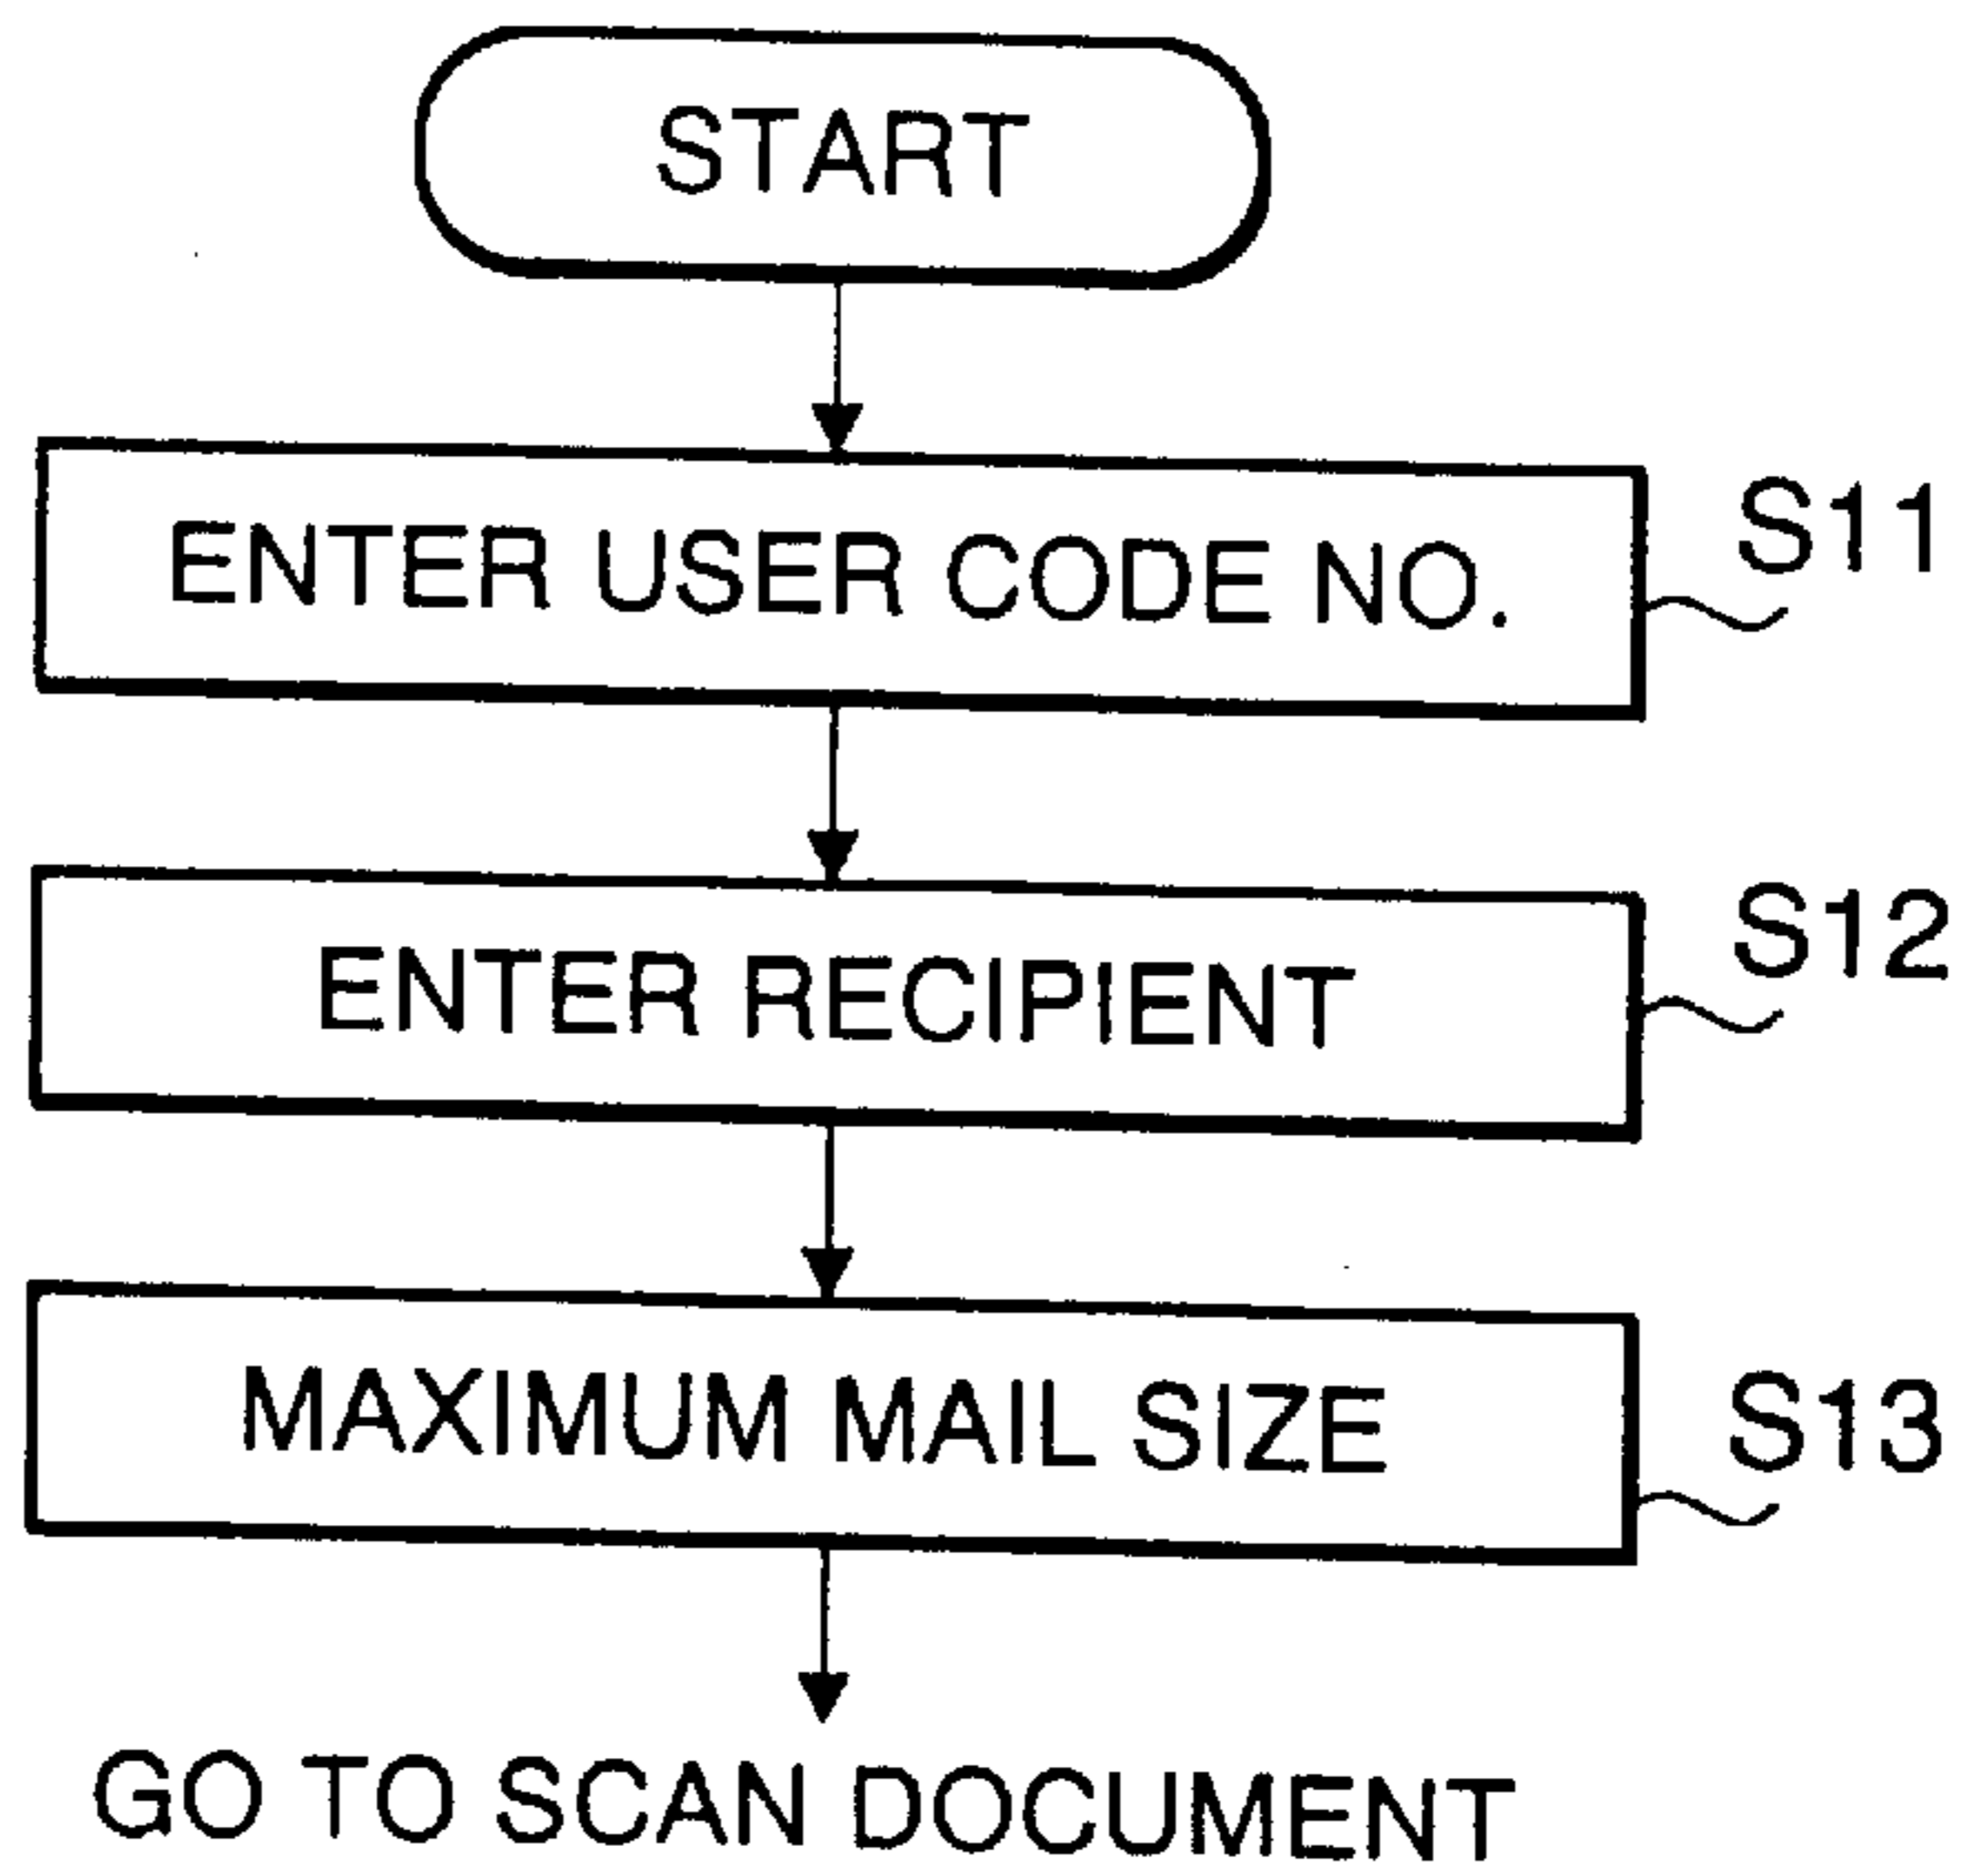 START
ENTER USER CODE NO.
S11
ENTER RECIPIENT
S12
MAXIMUM MAIL SIZE
S13
GO TO SCAN DOCUMENT